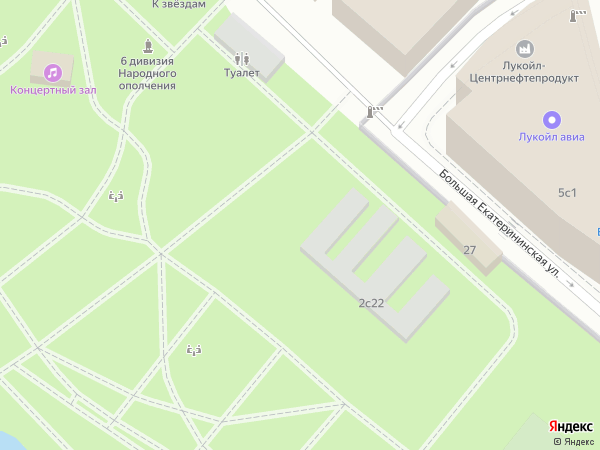 К звёздам
6 дивизия
Народного
ополчения
Туалет
Концертный зал
Лукойл-
Центрнефтепродукт
Лукойл авиа
5с1
Большая Екатерининская ул.
27
2с22
Яндекс
© Яндекс